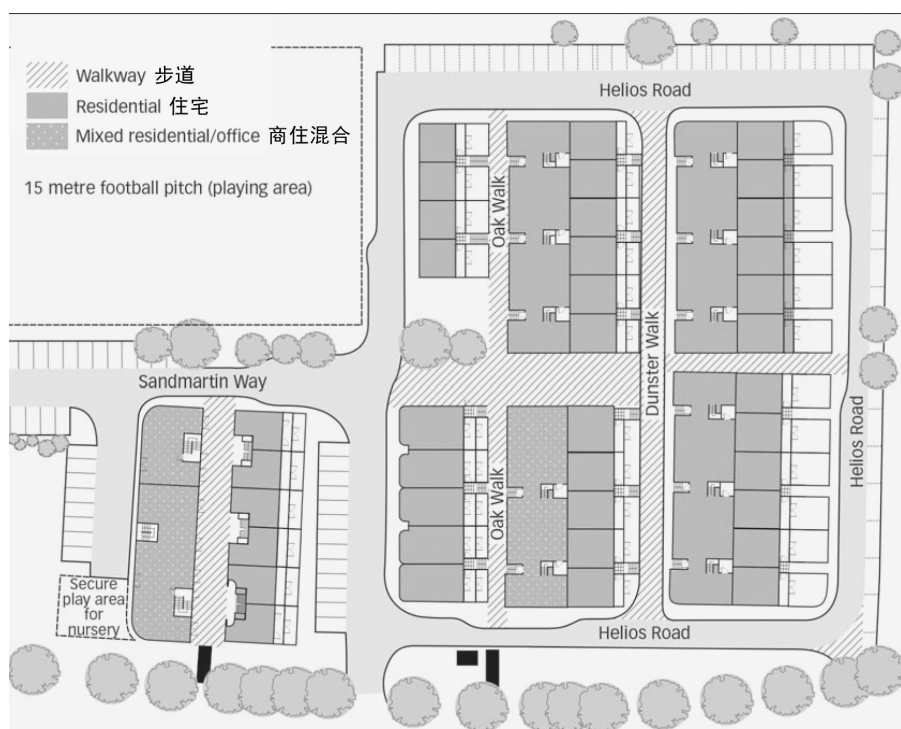 Walkway 步道
Residential 住宅
Mixed residential/office 商住混合
15 metre football pitch (playing area)
Helios Road
Oak Walk
Dunster Walk
Sandmartin Way
Helios Road
Oak Walk
Secure
play area
for
nursery
Helios Road